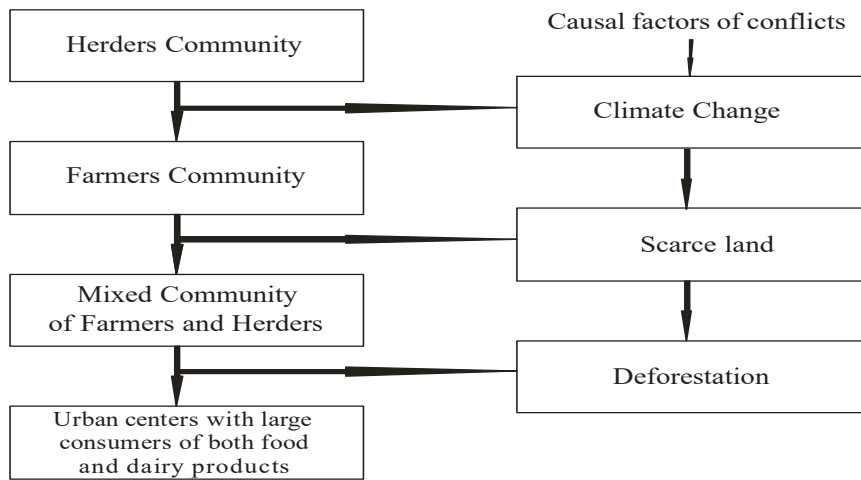 Herders Community
Causal factors of conflicts
Climate Change
Farmers Community
Scarce land
Mixed Community
of Farmers and Herders
Deforestation
Urban centers with large
consumers of both food
and dairy products